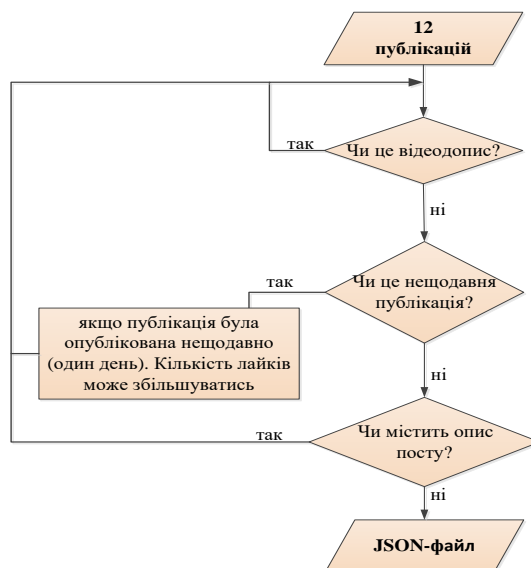 12
публікацій
так
Чи це відеодопис?
ні
так
Чи це нещодавня
публікація?
якщо публікація була
опублікована нещодавно
(один день). Кількість лайків
може збільшуватись
ні
так
Чи містить опис
посту?
ні
JSON-файл